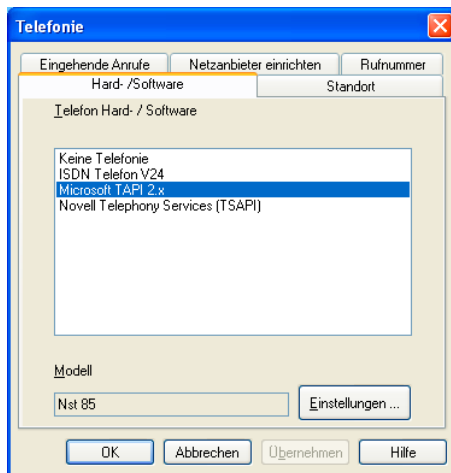 Telefonie
Eingehende Anrufe Netzanbieter einrichten Rufnummer
Hard- /Software Standort
Telefon Hard- / Software
Keine Telefonie
ISDN Telefon V24
Microsoft TAPI 2.x
Novell Telephony Services (TSAPI)
Modell
Nst 85 Einstellungen ...
OK Abbrechen Übernehmen Hilfe